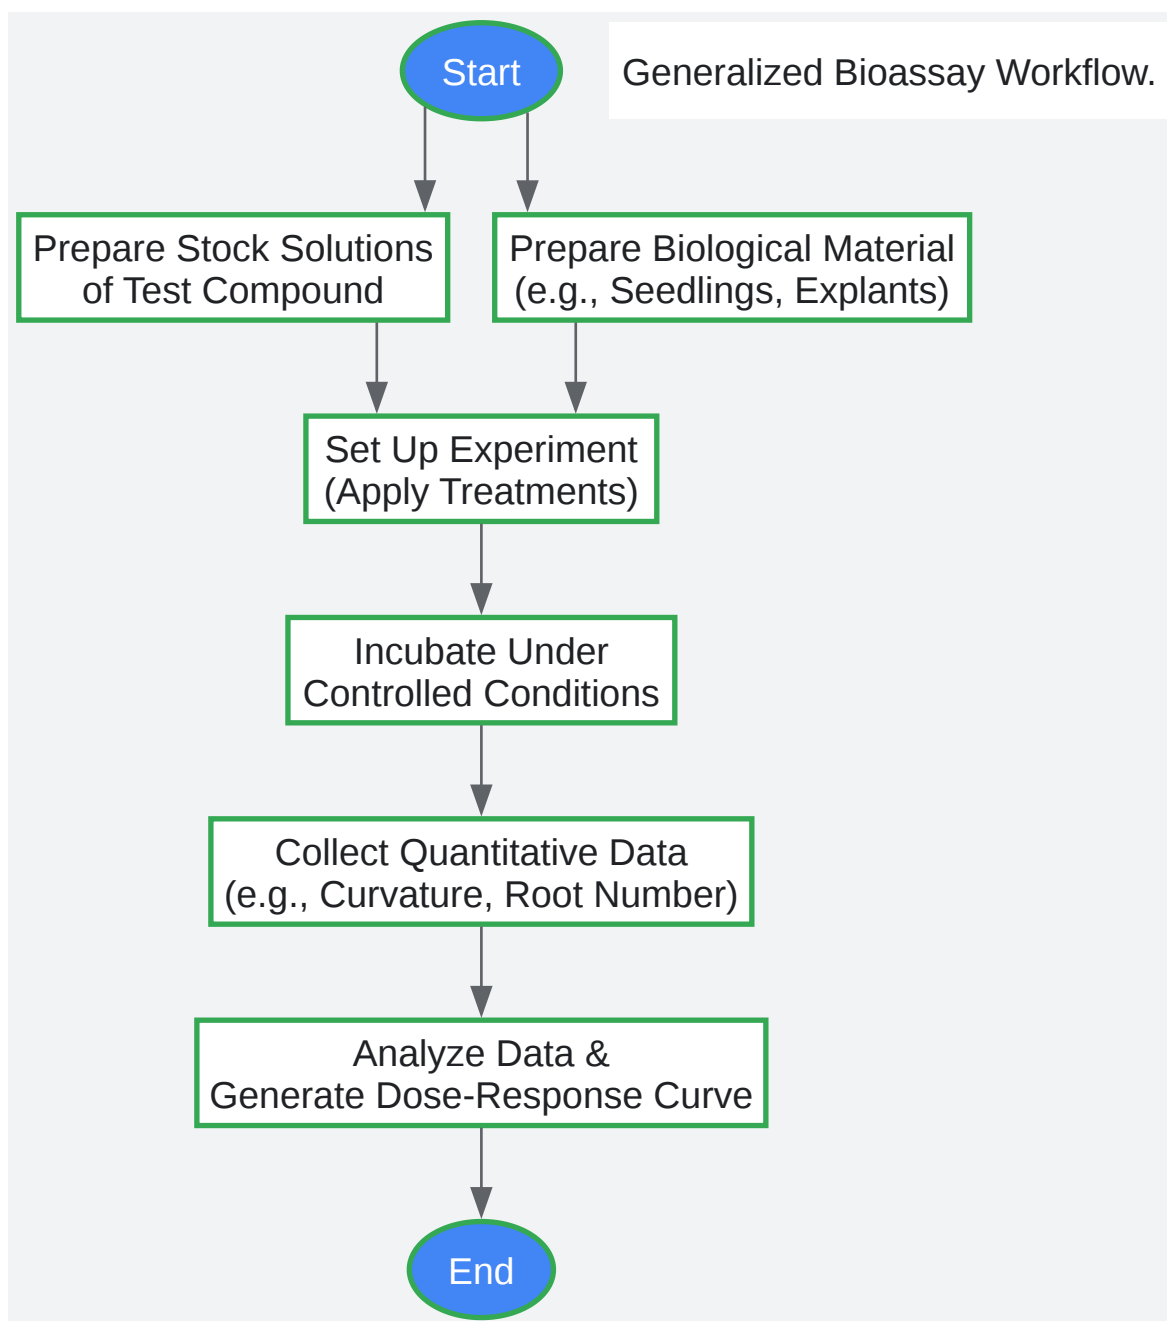 Start
Generalized Bioassay Workflow.
Prepare Stock Solutions
of Test Compound
Prepare Biological Material
(e.g., Seedlings, Explants)
Set Up Experiment
(Apply Treatments)
Incubate Under
Controlled Conditions
Collect Quantitative Data
(e.g., Curvature, Root Number)
Analyze Data &
Generate Dose-Response Curve
End